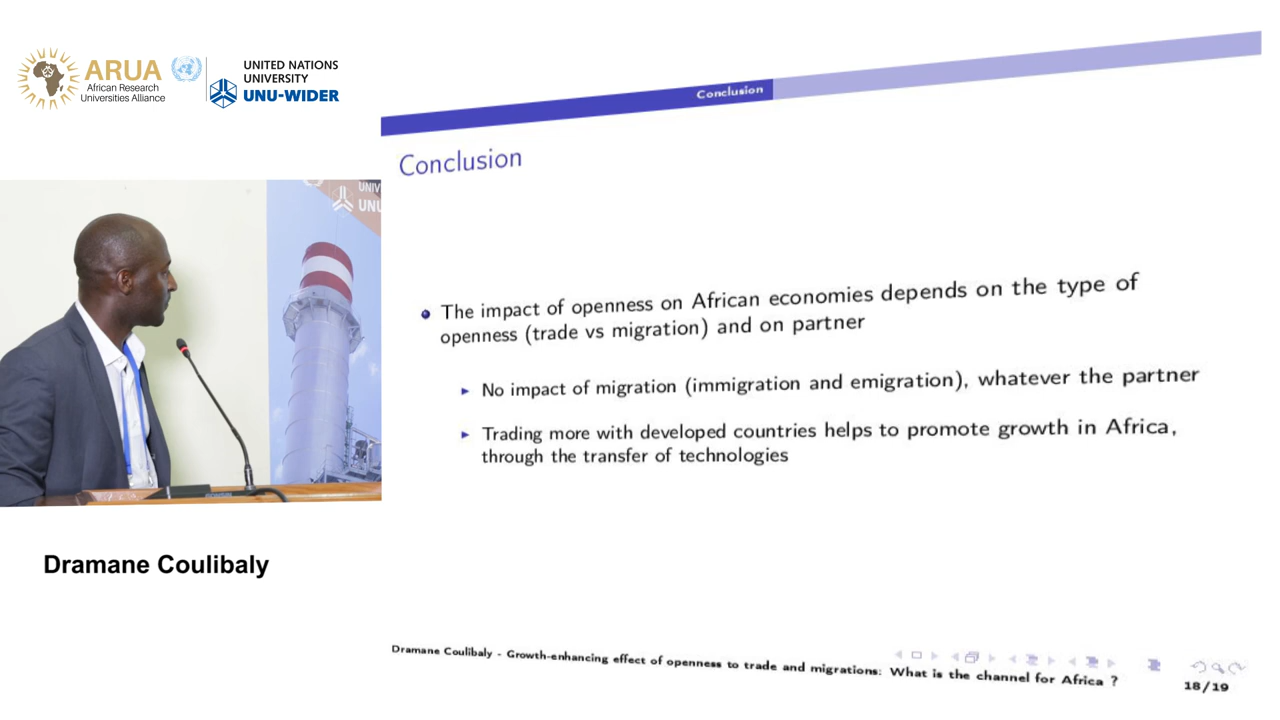 ARUA
African Research
Universities Alliance
UNITED NATIONS
UNIVERSITY
UNU-WIDER
Conclusion
Conclusion
The impact of openness on African economies depends on the type of
openness (trade vs migration) and on partner
No impact of migration (immigration and emigration), whatever the partner
Trading more with developed countries helps to promote growth in Africa,
through the transfer of technologies
UNIV
UNU
Dramane Coulibaly
Dramane Coulibaly - Growth-enhancing effect of openness to trade and migrations: What is the channel for Africa ?
18/19